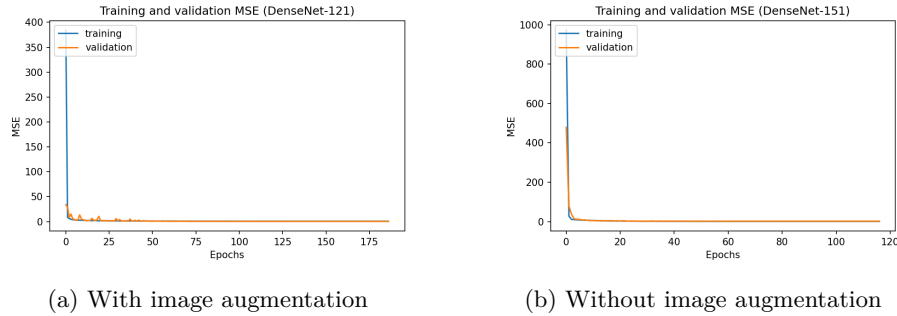 Training and validation MSE (DenseNet-121)
400
350
300
250
200
150
100
50
0
MSE
training
validation
0 25 50 75 100 125 150 175
Epochs
(a) With image augmentation
Training and validation MSE (DenseNet-151)
1000
800
600
400
200
0
MSE
training
validation
0 20 40 60 80 100 120
Epochs
(b) Without image augmentation